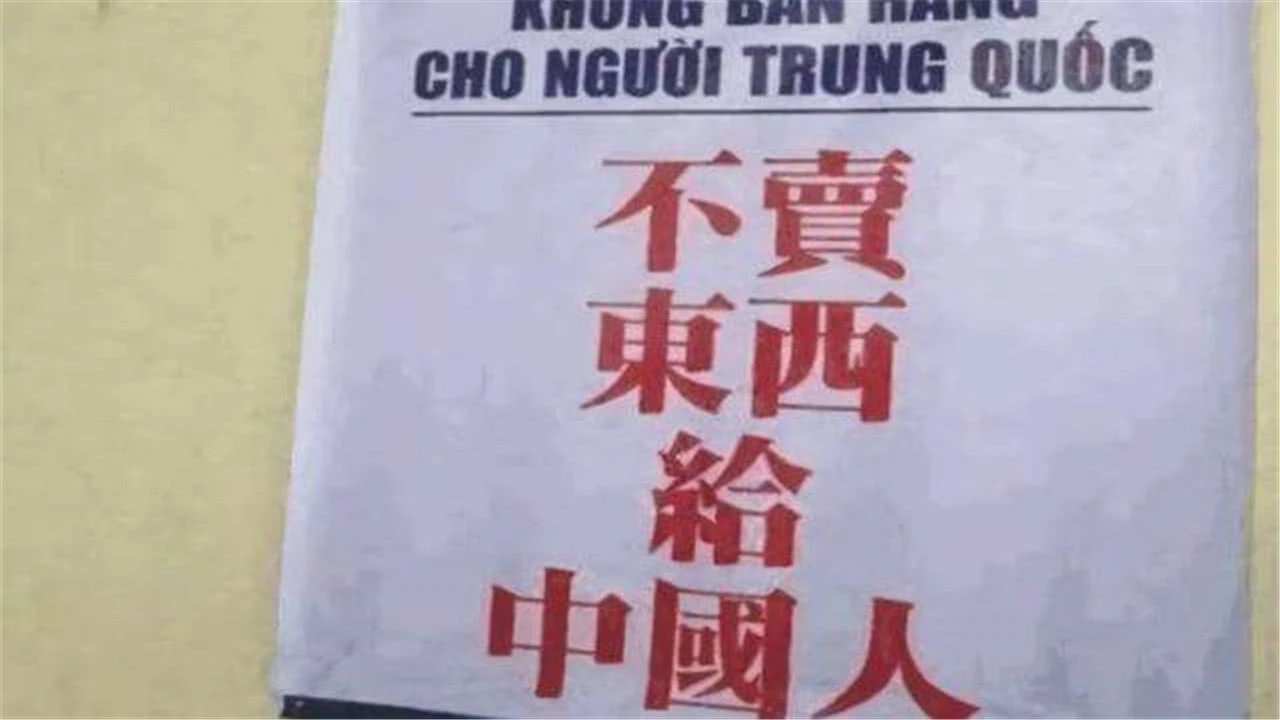 KHÔNG BÁN HÀNG
CHO NGƯỜI TRUNG QUỐC
不賣
東西
給
中國人